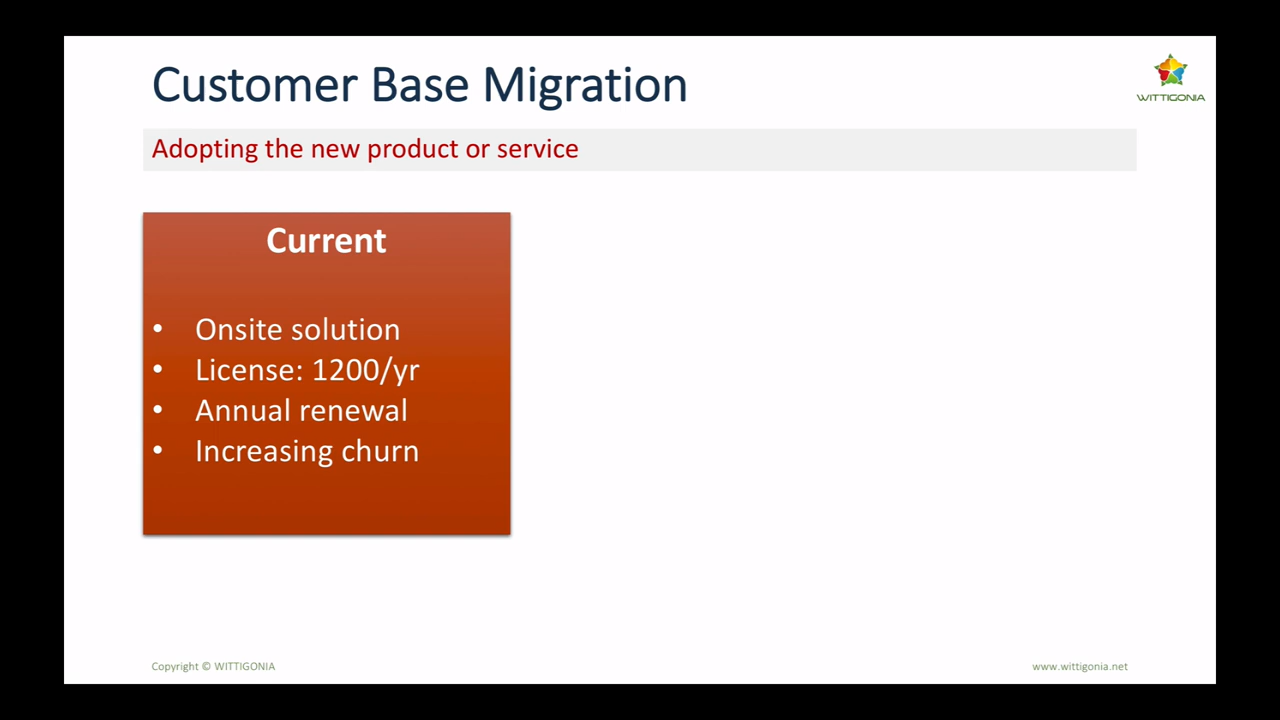 Customer Base Migration
WITTIGONIA
Adopting the new product or service
Current
• Onsite solution
• License: 1200/yr
• Annual renewal
• Increasing churn
Copyright © WITTIGONIA
www.wittigonia.net